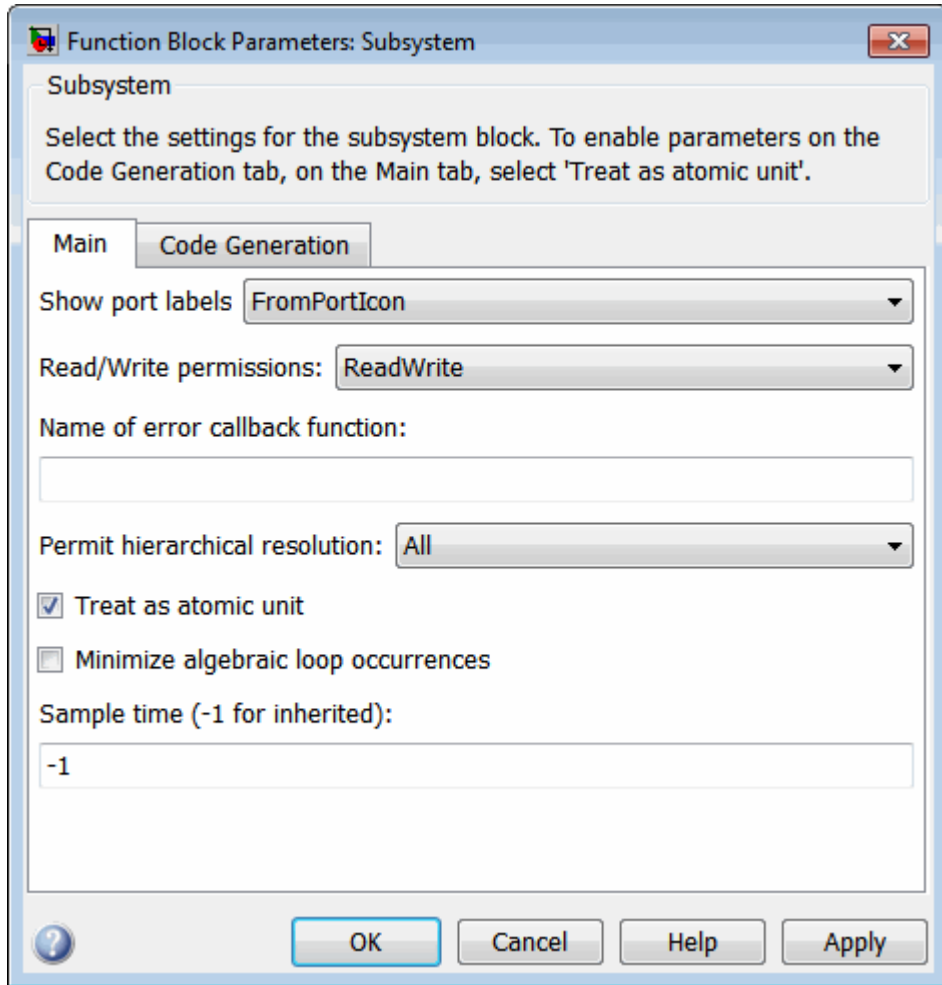 Function Block Parameters: Subsystem
Subsystem
Select the settings for the subsystem block. To enable parameters on the
Code Generation tab, on the Main tab, select 'Treat as atomic unit'.
Main Code Generation
Show port labels FromPortIcon
Read/Write permissions: ReadWrite
Name of error callback function:
Permit hierarchical resolution: All
Treat as atomic unit
Minimize algebraic loop occurrences
Sample time (-1 for inherited):
-1
? OK Cancel Help Apply